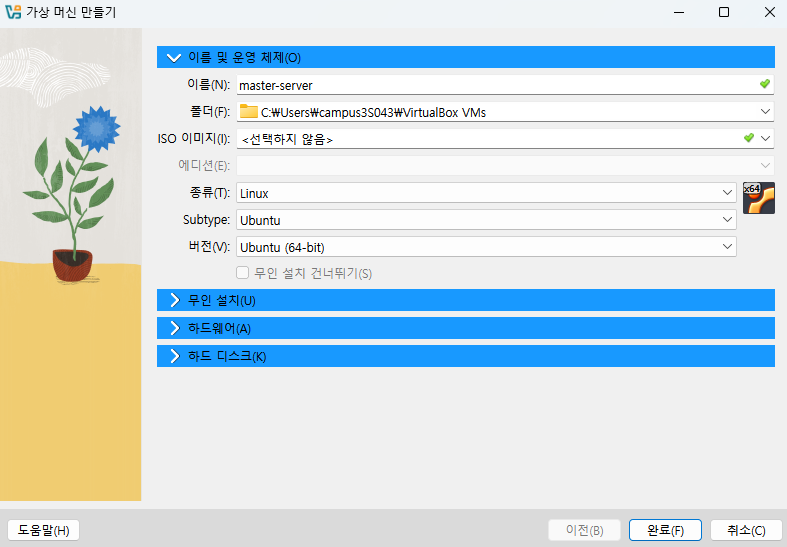 가상 머신 만들기
이름 및 운영 체제(O)
이름(N): master-server
폴더(F): C:₩Users₩campus3S043₩VirtualBox VMs
ISO 이미지(I): <선택하지 않음>
에디션(E):
종류(T): Linux
x64
Subtype: Ubuntu
버전(V): Ubuntu (64-bit)
무인 설치 건너뛰기(S)
무인 설치(U)
하드웨어(A)
하드 디스크(K)
도움말(H) 이전(B) 완료(F) 취소(C)